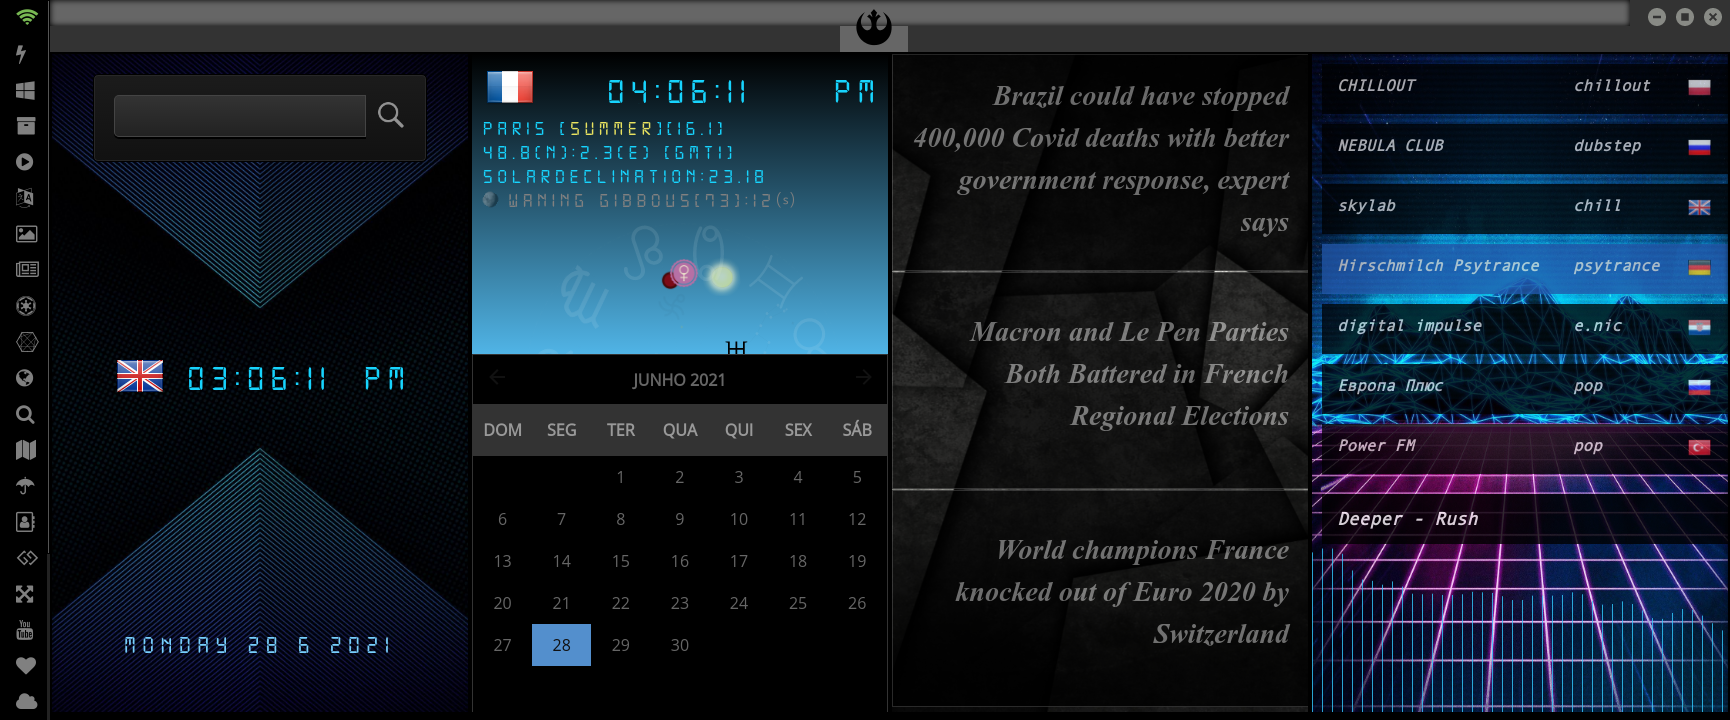 03:06:11 PM
MONDAY 28 6 2021
04:06:11 PM
PARIS [SUMMER][16.1]
48.8(N):2.3(E) [GMT1]
SOLARDECLINATION:23.18
WANING GIBBOUS[73]:12(s)
JUNHO 2021
DOM SEG TER QUA QUI SEX SÁB
1 2 3 4 5
6 7 8 9 10 11 12
13 14 15 16 17 18 19
20 21 22 23 24 25 26
27 28 29 30
Brazil could have stopped
400,000 Covid deaths with better
government response, expert
says
Macron and Le Pen Parties
Both Battered in French
Regional Elections
World champions France
knocked out of Euro 2020 by
Switzerland
CHILLOUT chillout
NEBULA CLUB dubstep
skylab chill
Hirschmilch Psytrance psytrance
digital impulse e.nic
Европа Плюс pop
Power FM pop
Deeper - Rush
You
Tube